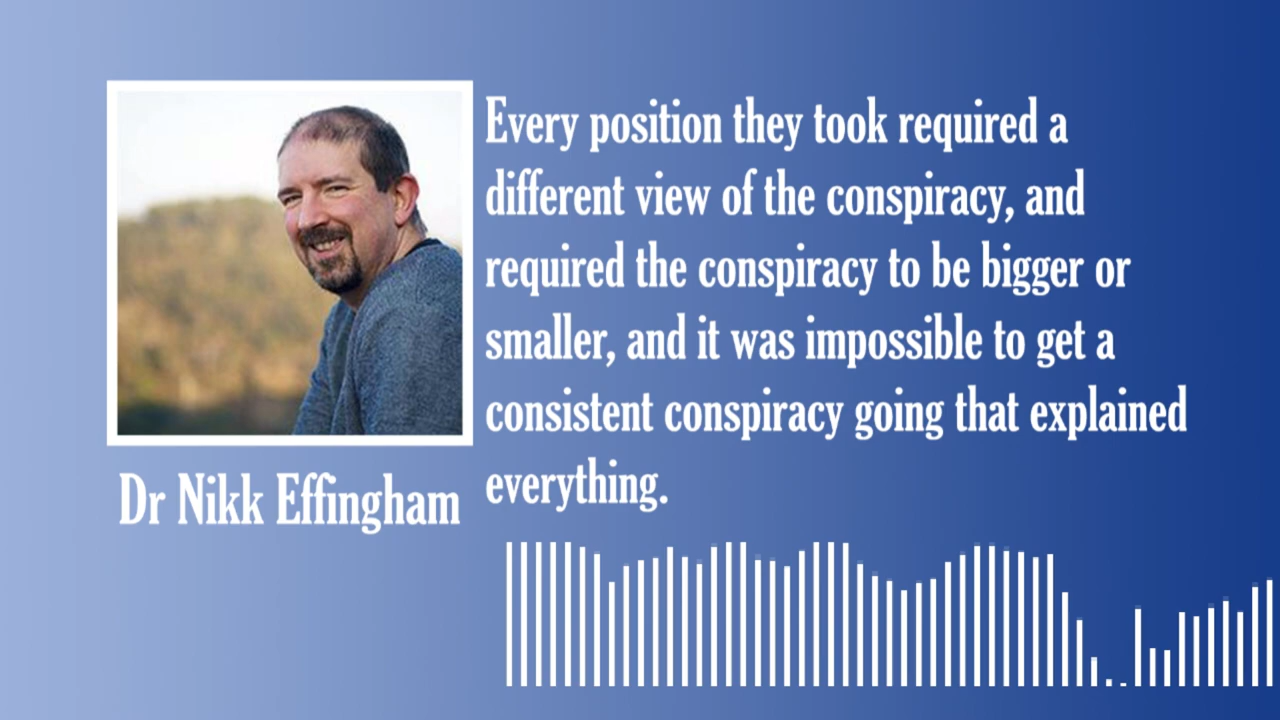 Every position they took required a
different view of the conspiracy, and
required the conspiracy to be bigger or
smaller, and it was impossible to get a
consistent conspiracy going that explained
everything.
Dr Nikk Effingham